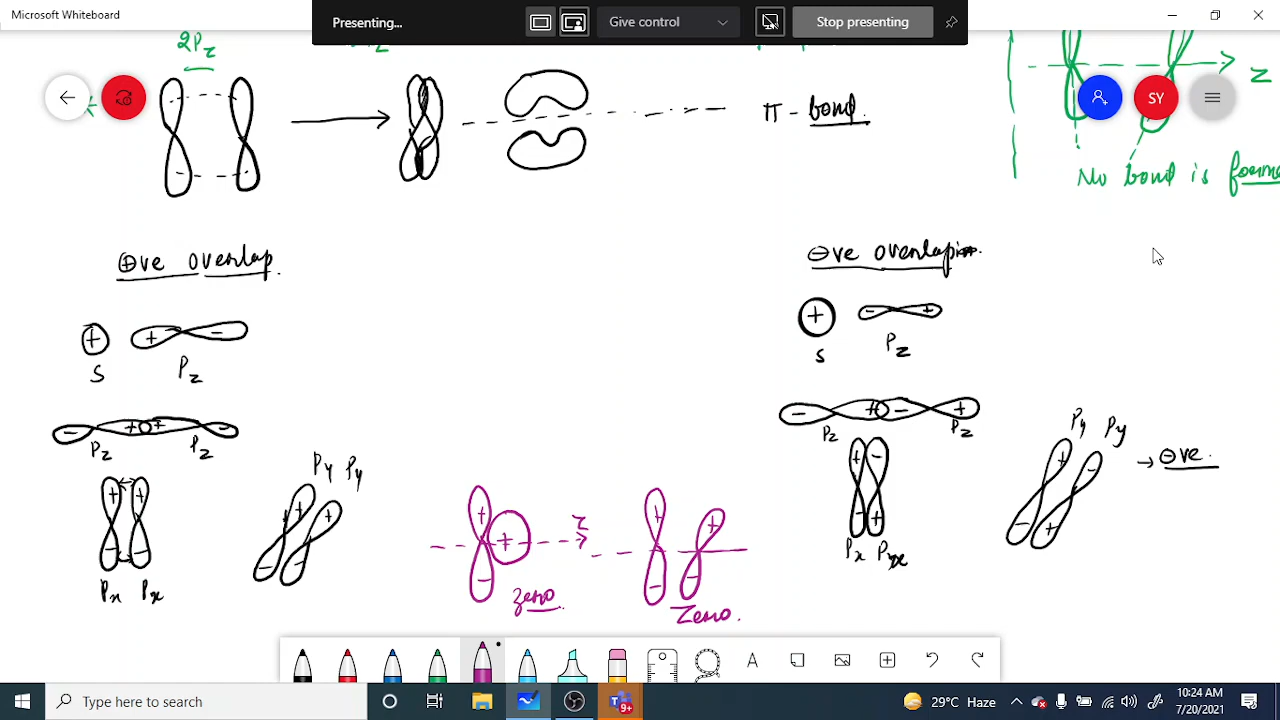 Microsoft Whiteboard
Presenting...
Give control
Stop presenting
2Pz
SY
z
π - bond.
No bond is forme
⊕ve overlap.
⊖ve overlap
+
S
+ -
Pz
+
s
- +
Pz
- + + -
Pz Pz
- + - +
Pz Pz
+ +
- -
Px Px
Py Py
+ +
- -
+
-
+
z
zero.
+ +
- -
Zero.
+ -
- +
Px Px
Py Py
+ -
- +
→ ⊖ve.
A
Type here to search
9+
29°C Haze
10:24 AM
7/20/2021